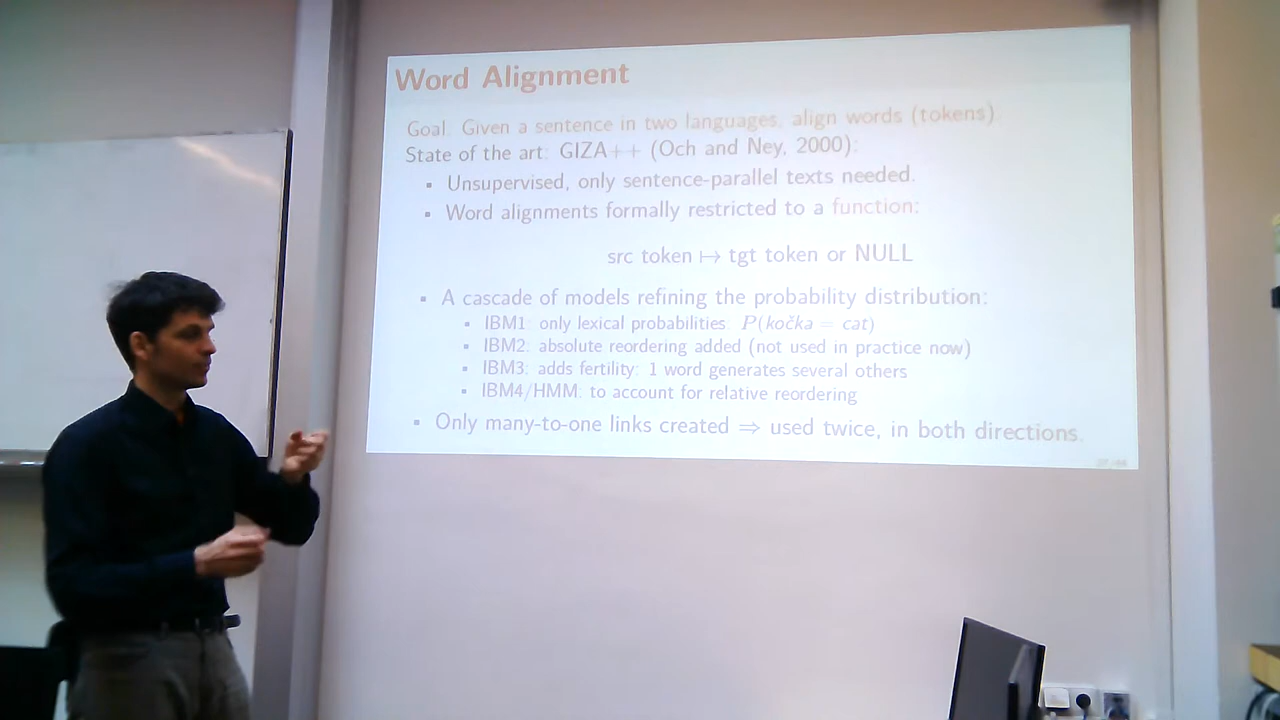 Word Alignment
Goal: Given a sentence in two languages, align words (tokens).
State of the art: GIZA++ (Och and Ney, 2000):
▪ Unsupervised, only sentence-parallel texts needed.
▪ Word alignments formally restricted to a function:
src token ↦ tgt token or NULL
▪ A cascade of models refining the probability distribution:
▪ IBM1: only lexical probabilities: P(kočka = cat)
▪ IBM2: absolute reordering added (not used in practice now)
▪ IBM3: adds fertility: 1 word generates several others
▪ IBM4/HMM: to account for relative reordering
▪ Only many-to-one links created ⇒ used twice, in both directions.